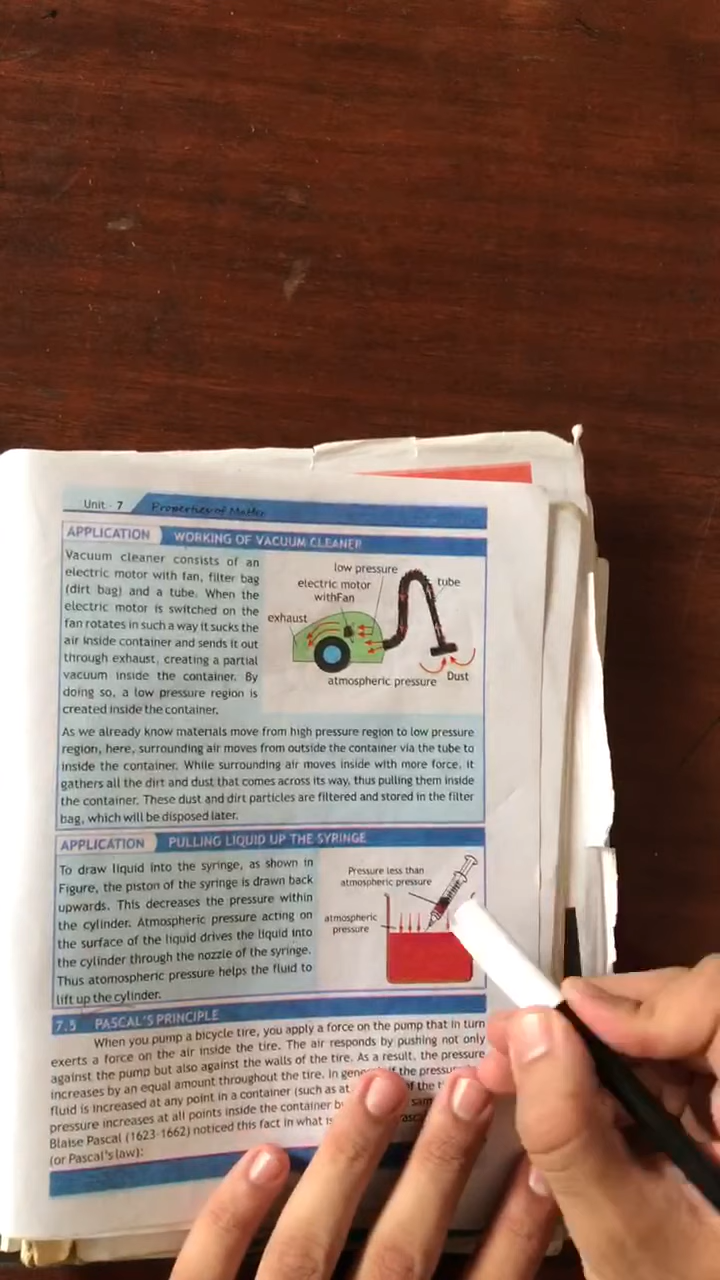 Unit - 7 Properties of Matter
APPLICATION WORKING OF VACUUM CLEANER
Vacuum cleaner consists of an
electric motor with fan, filter bag
(dirt bag) and a tube. When the
electric motor is switched on the
fan rotates in such a way it sucks the
air inside container and sends it out
through exhaust, creating a partial
vacuum inside the container. By
doing so, a low pressure region is
created inside the container.
low pressure
electric motor
withFan
tube
exhaust
atmospheric pressure
Dust
As we already know materials move from high pressure region to low pressure
region, here, surrounding air moves from outside the container via the tube to
inside the container. While surrounding air moves inside with more force, it
gathers all the dirt and dust that comes across its way, thus pulling them inside
the container. These dust and dirt particles are filtered and stored in the filter
bag, which will be disposed later.
APPLICATION PULLING LIQUID UP THE SYRINGE
To draw liquid into the syringe, as shown in
Figure, the piston of the syringe is drawn back
upwards. This decreases the pressure within
the cylinder. Atmospheric pressure acting on
the surface of the liquid drives the liquid into
the cylinder through the nozzle of the syringe.
Thus atomospheric pressure helps the fluid to
lift up the cylinder.
Pressure less than
atmospheric pressure
atmospheric
pressure
7.5 PASCAL'S PRINCIPLE
When you pump a bicycle tire, you apply a force on the pump that in turn
exerts a force on the air inside the tire. The air responds by pushing not only
against the pump but also against the walls of the tire. As a result, the pressure
increases by an equal amount throughout the tire. In if the
fluid is increased at any point in a container (such as at of the
pressure increases at all points inside the container
Blaise Pascal (1623-1662) noticed this fact in what is
(or Pascal's law):